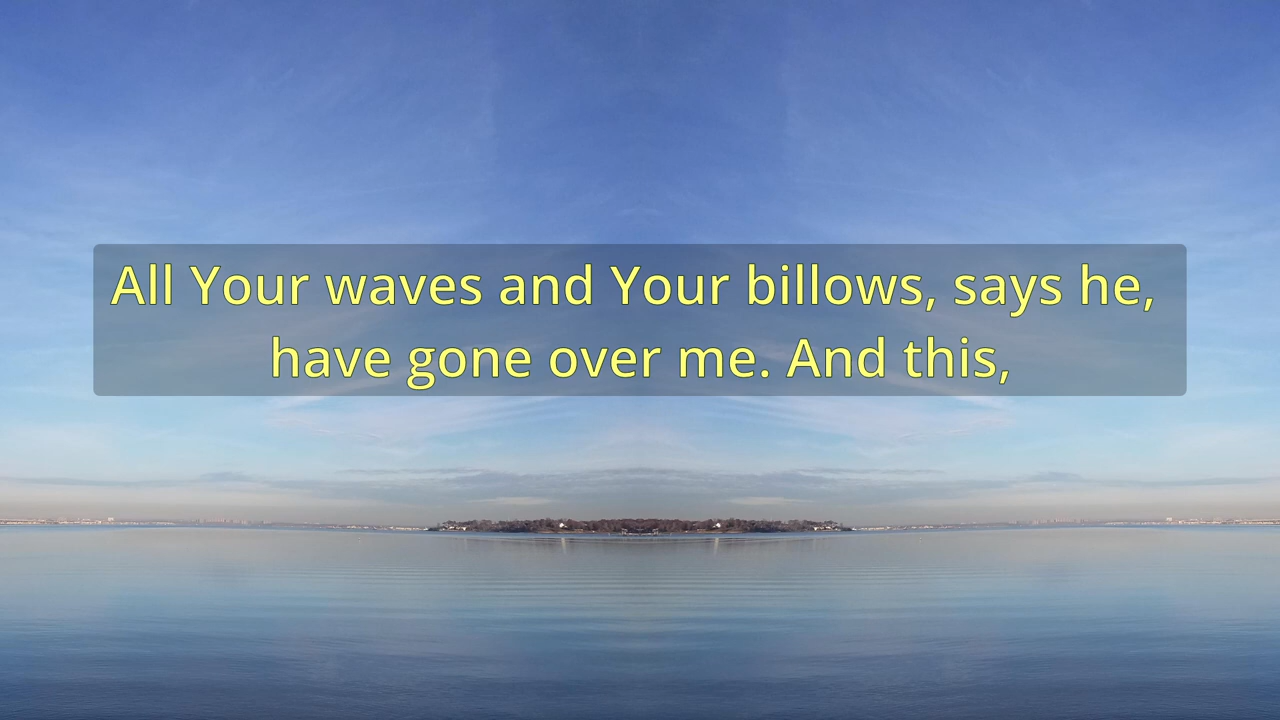 All Your waves and Your billows, says he,
have gone over me. And this,